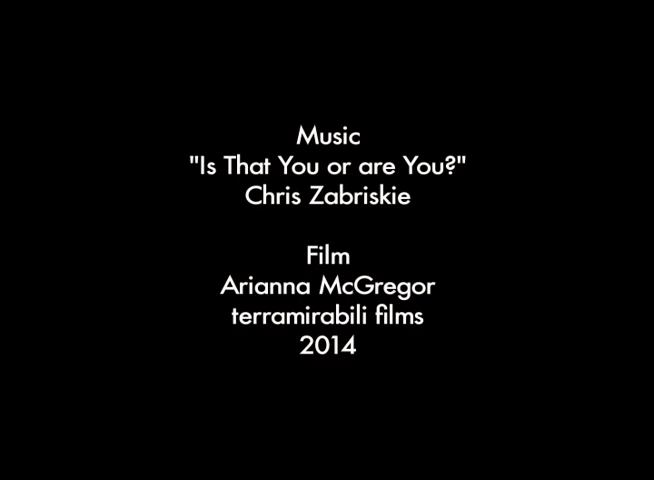 Music
"Is That You or are You?"
Chris Zabriskie
Film
Arianna McGregor
terramirabili films
2014